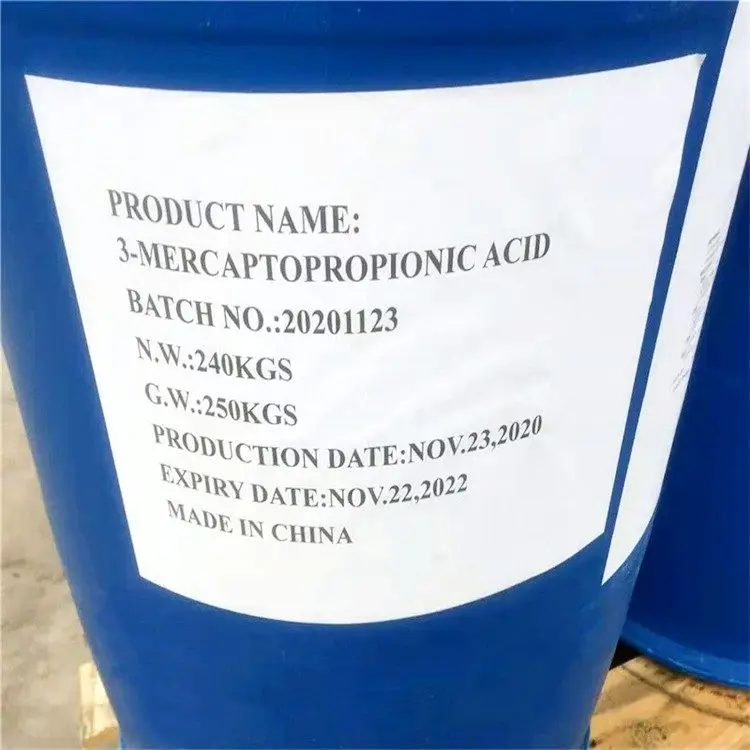 PRODUCT NAME:
3-MERCAPTOPROPIONIC ACID
BATCH NO.:20201123
N.W.:240KGS
G.W.:250KGS
PRODUCTION DATE:NOV.23,2020
EXPIRY DATE:NOV.22,2022
MADE IN CHINA